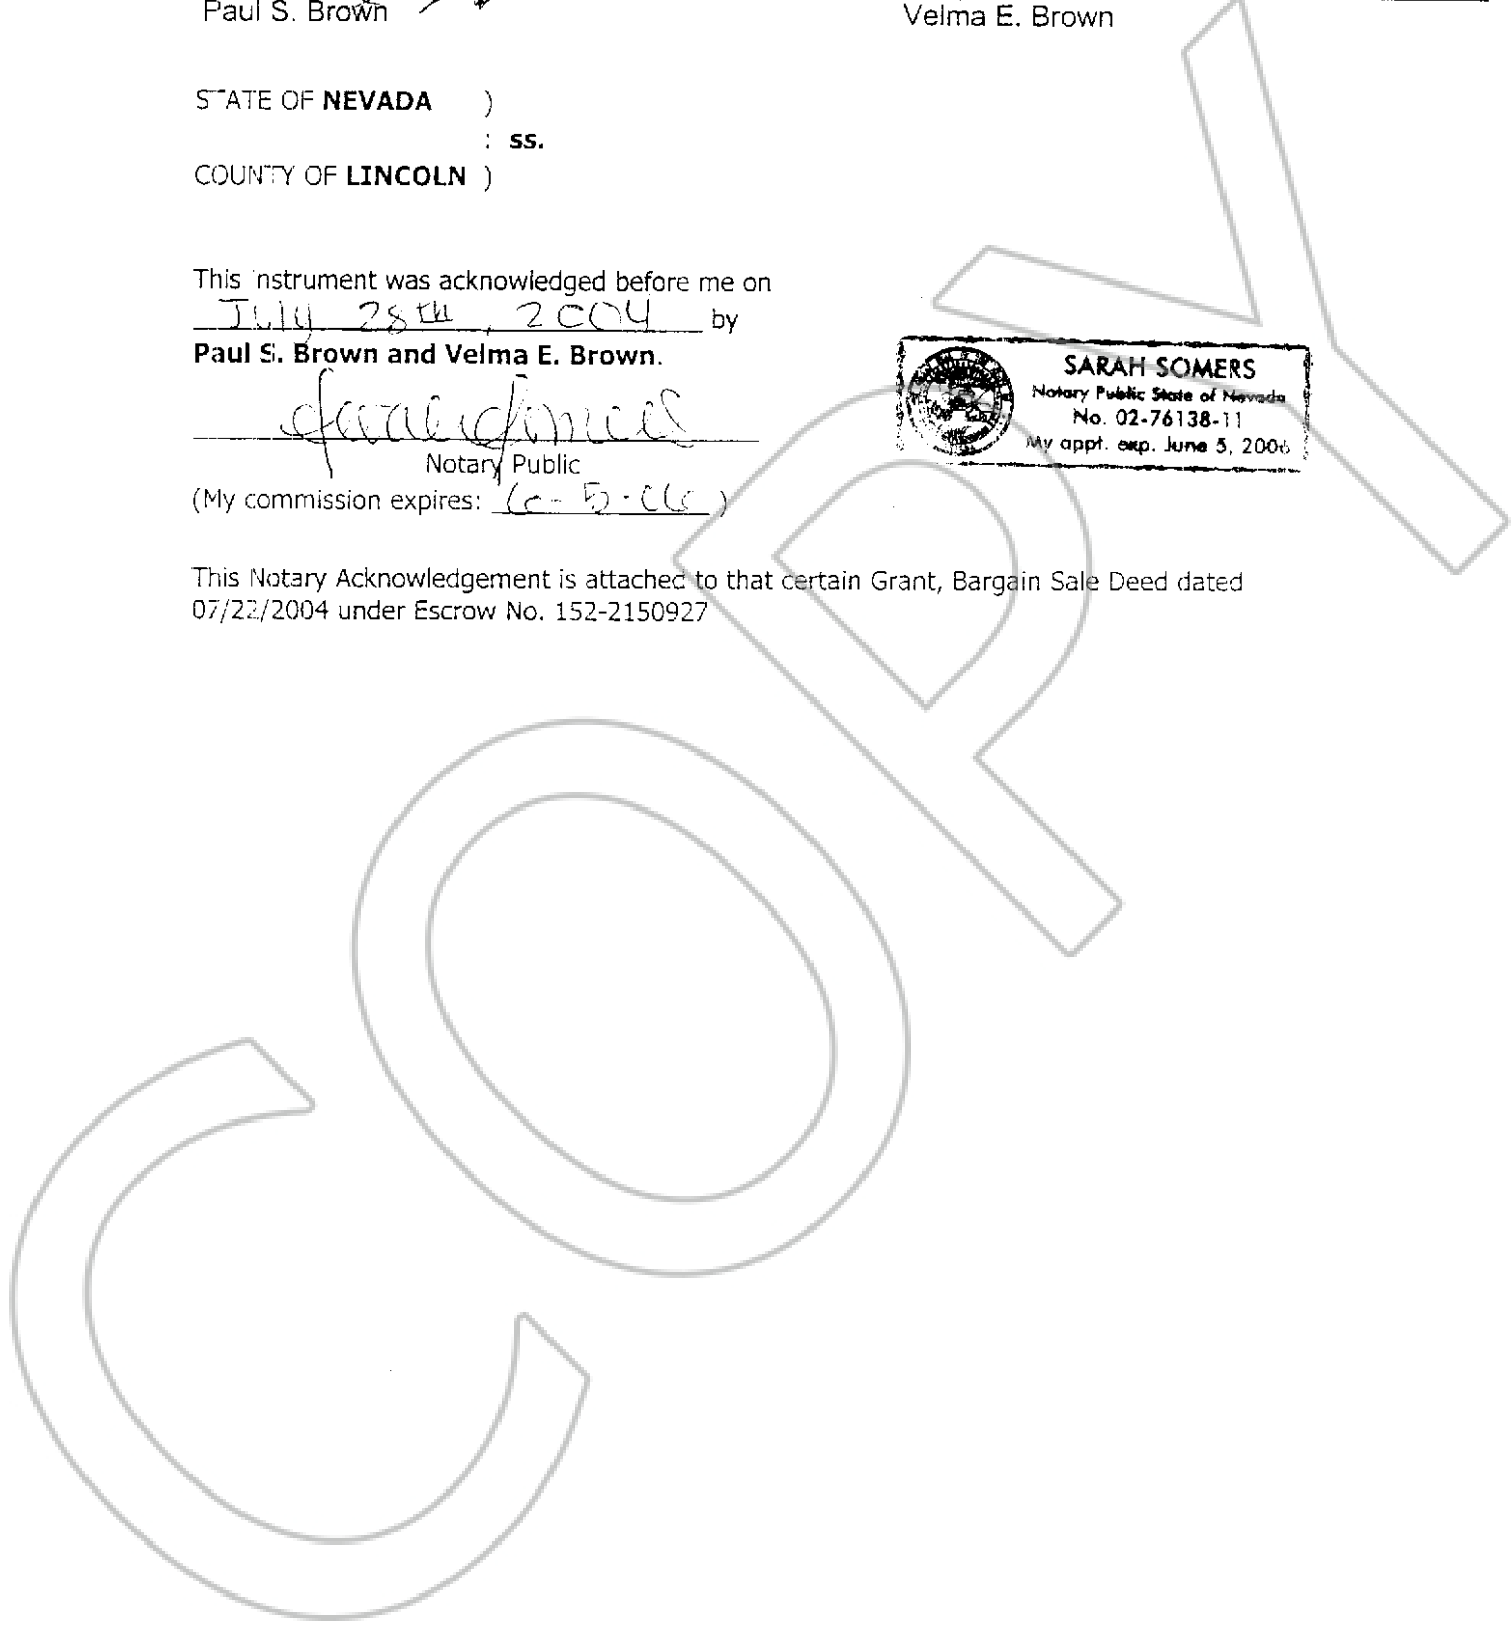 Paul S. Brown
Velma E. Brown
STATE OF NEVADA )
: ss.
COUNTY OF LINCOLN )
This instrument was acknowledged before me on
July 28th, 2004 by
Paul S. Brown and Velma E. Brown.
Notary Public
(My commission expires: 6-5-06)
SARAH SOMERS
Notary Public State of Nevada
No. 02-76138-11
My appt. exp. June 5, 2006
This Notary Acknowledgement is attached to that certain Grant, Bargain Sale Deed dated
07/22/2004 under Escrow No. 152-2150927
COPY